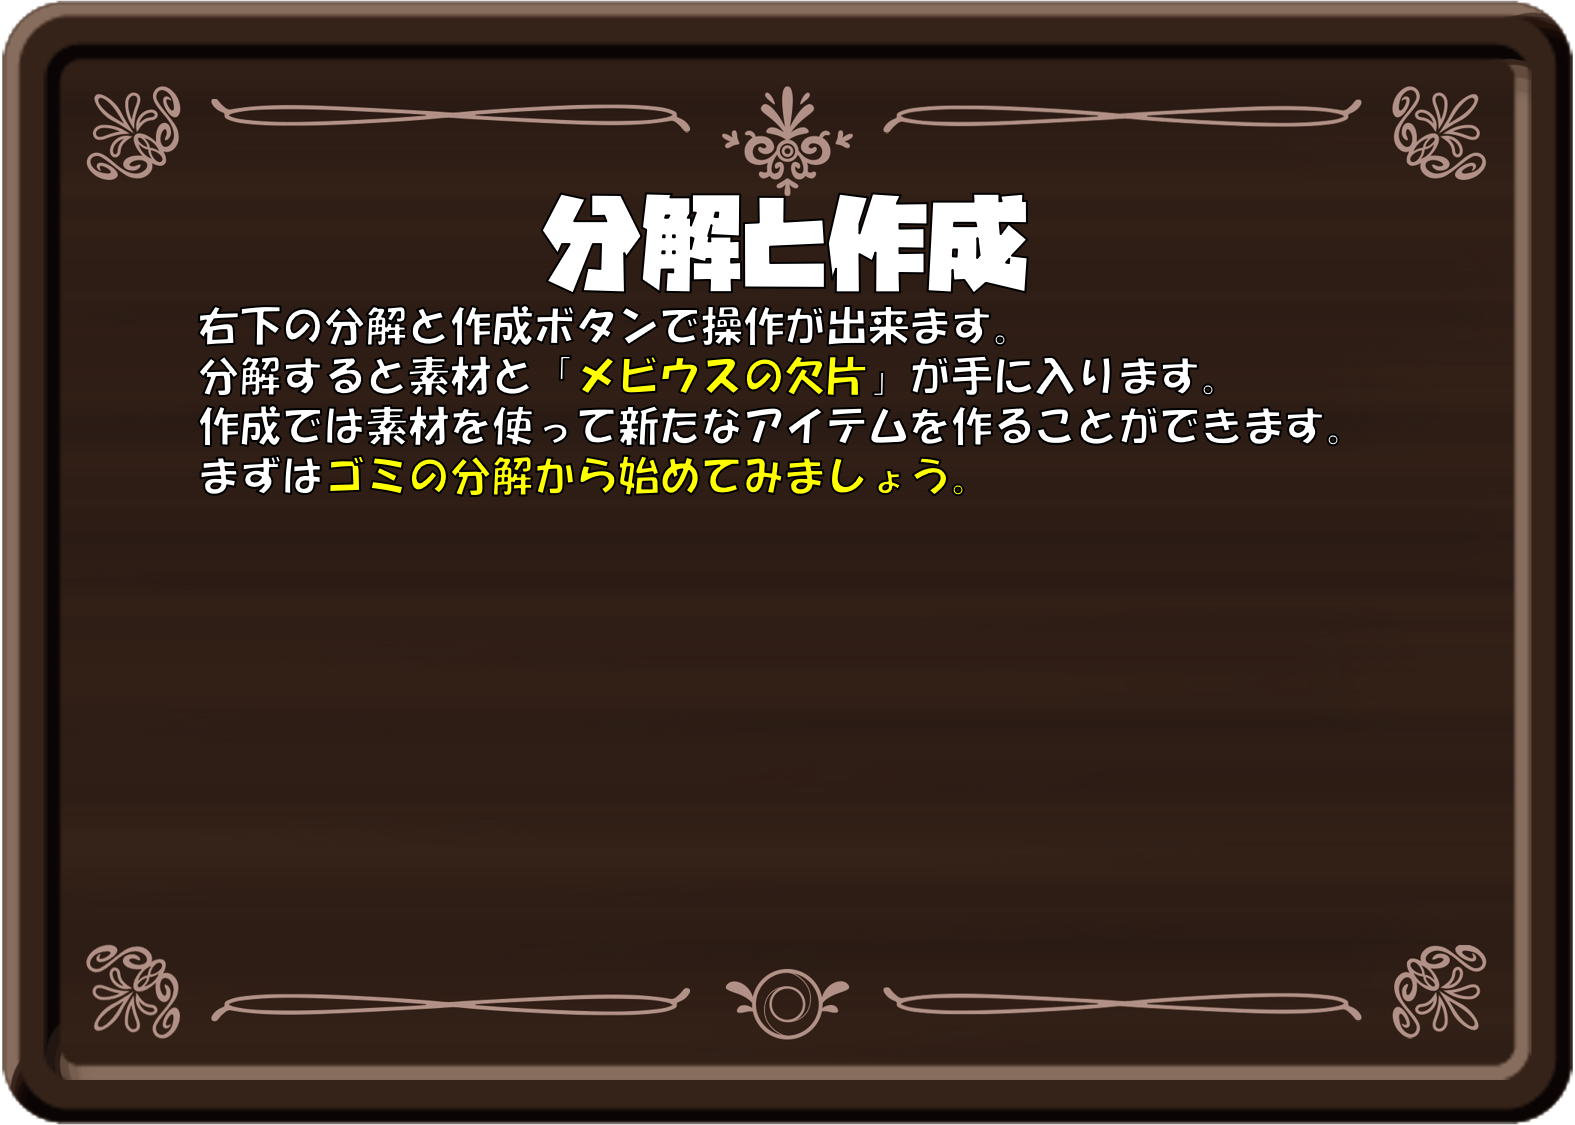 分解と作成
右下の分解と作成ボタンで操作が出来ます。
分解すると素材と「メビウスの欠片」が手に入ります。
作成では素材を使って新たなアイテムを作ることができます。
まずはゴミの分解から始めてみましょう。